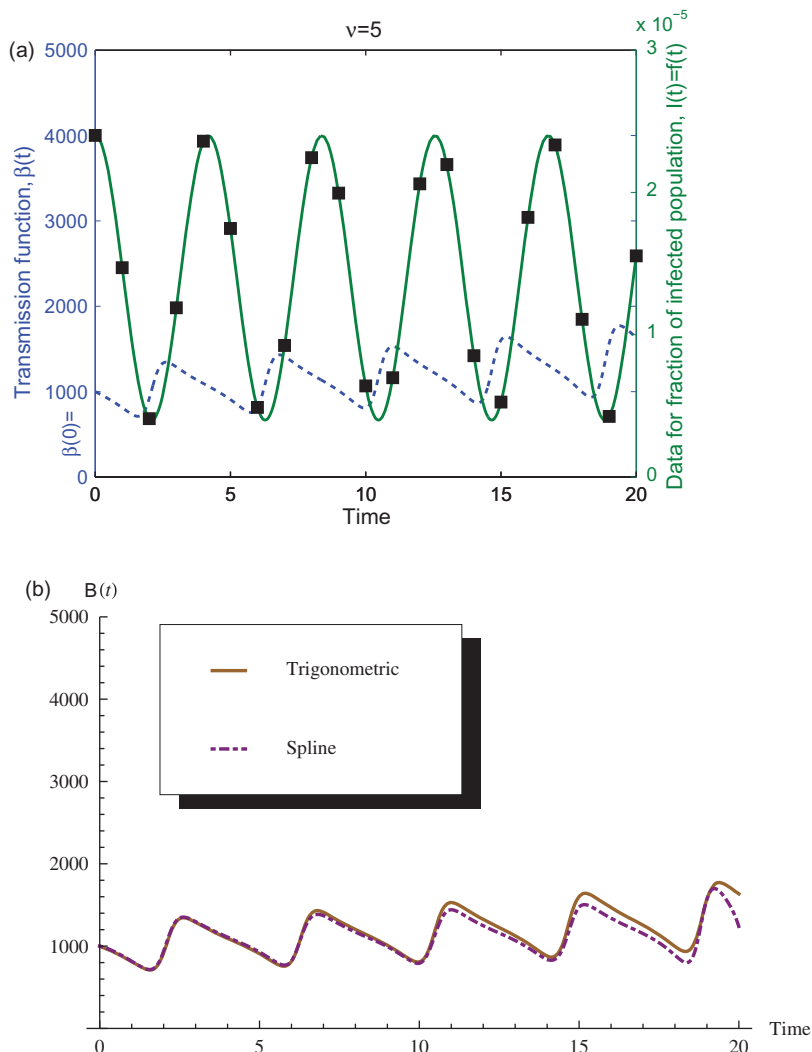 (a)
ν=5
x 10⁻⁵
5000
4000
3000
2000
1000
0
Transmission function, β(t)
β(0)=
3
2
1
0
Data for fraction of infected population, I(t)=f(t)
0
5
10
15
20
Time
(b)
B(t)
5000
4000
3000
2000
1000
Trigonometric
Spline
0
5
10
15
20
Time